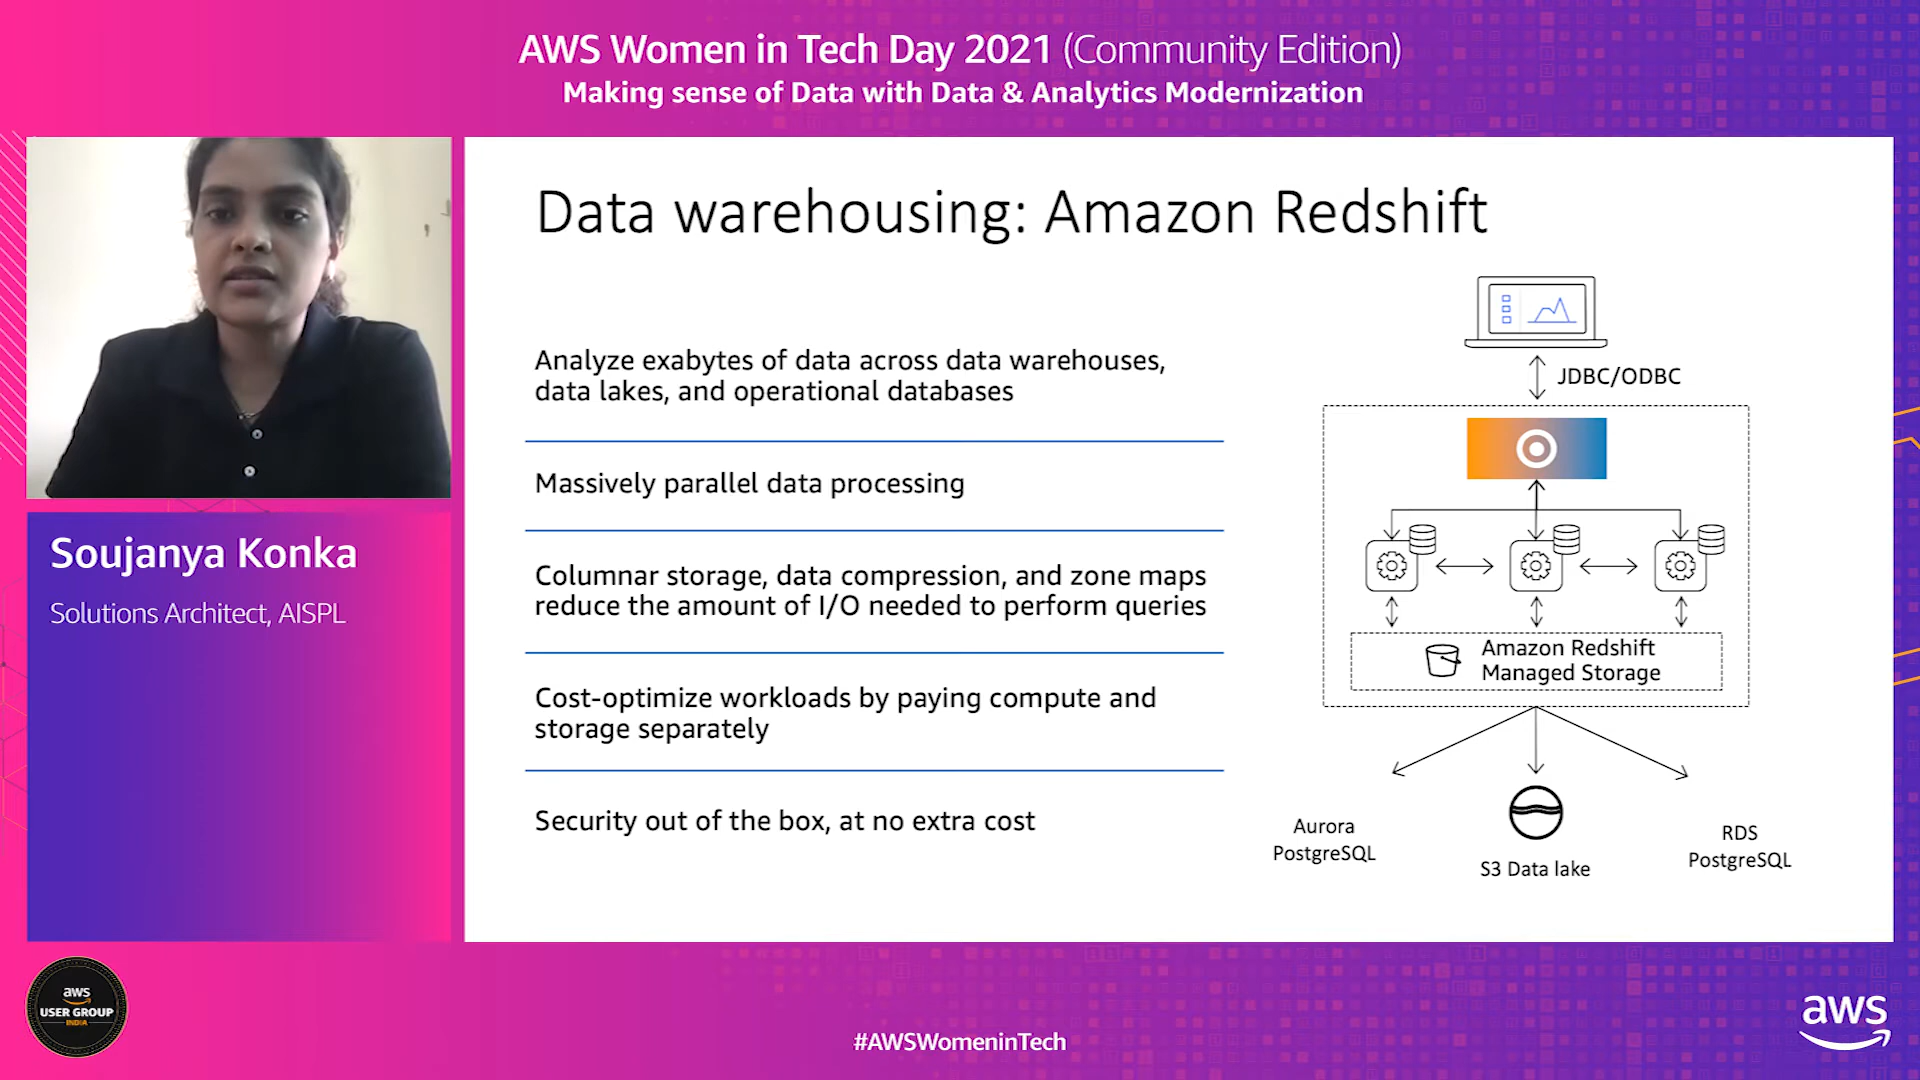 AWS Women in Tech Day 2021 (Community Edition)
Making sense of Data with Data & Analytics Modernization
Soujanya Konka
Solutions Architect, AISPL
Data warehousing: Amazon Redshift
Analyze exabytes of data across data warehouses,
data lakes, and operational databases
Massively parallel data processing
Columnar storage, data compression, and zone maps
reduce the amount of I/O needed to perform queries
Cost-optimize workloads by paying compute and
storage separately
Security out of the box, at no extra cost
JDBC/ODBC
Amazon Redshift
Managed Storage
Aurora
PostgreSQL
S3 Data lake
RDS
PostgreSQL
aws
USER GROUP
INDIA
#AWSWomeninTech
aws